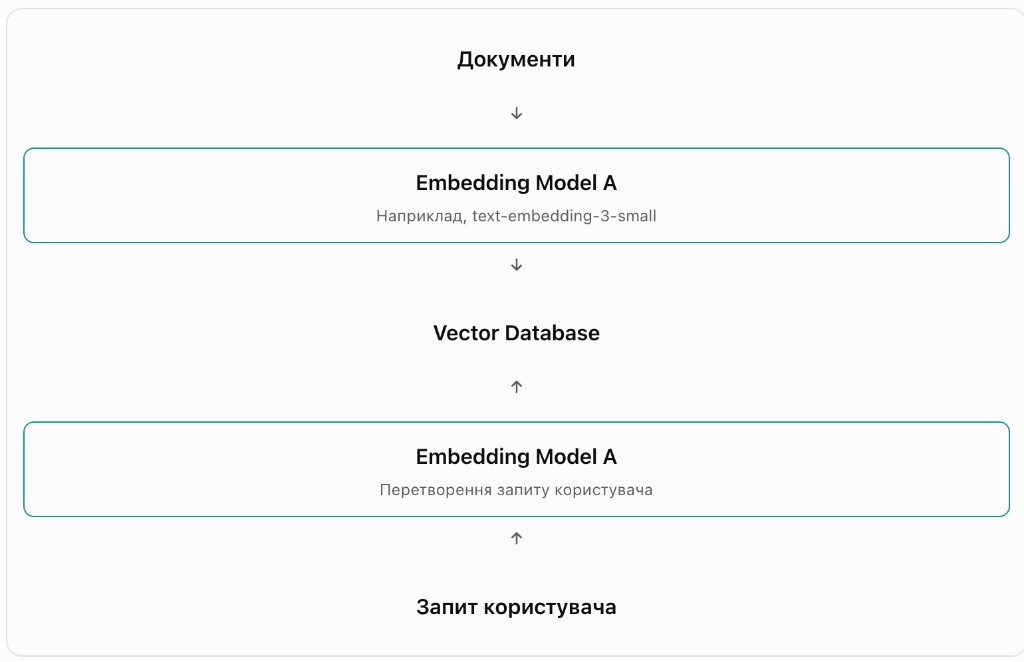 Документи
↓
Embedding Model A
Наприклад, text-embedding-3-small
↓
Vector Database
↑
Embedding Model A
Перетворення запиту користувача
↑
Запит користувача